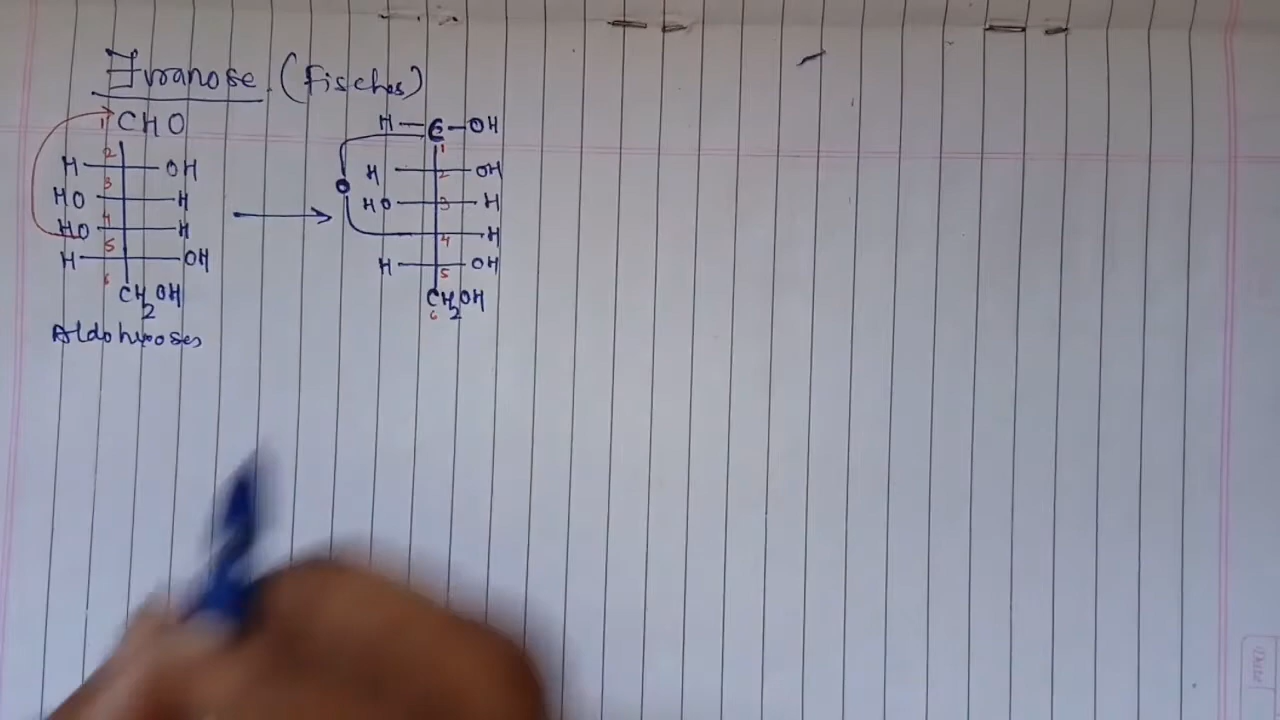 Furanose (Fischer)
1 CHO H—C—OH
2 1
H OH H 2 OH
3
HO H HO 3 H
4 O
HO H 4 H
5
H OH H 5 OH
6
CH2OH CH2OH
6
Aldohexoses
Date